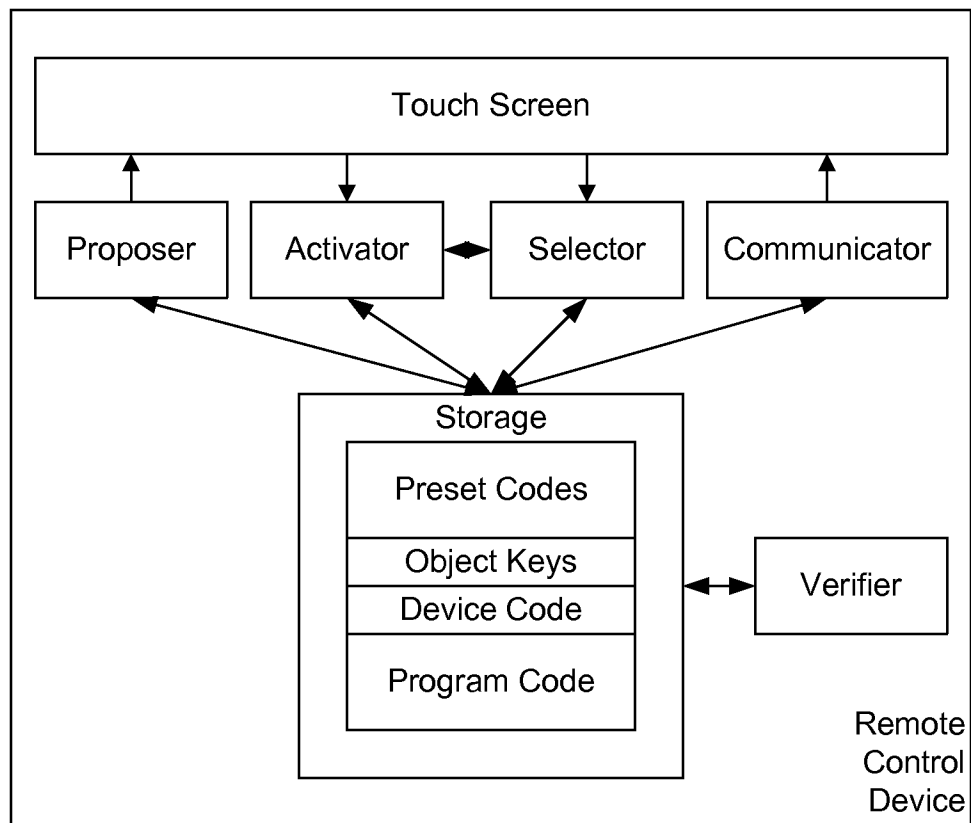 Touch Screen
Proposer
Activator
Selector
Communicator
Storage
Preset Codes
Object Keys
Device Code
Program Code
Verifier
Remote
Control
Device